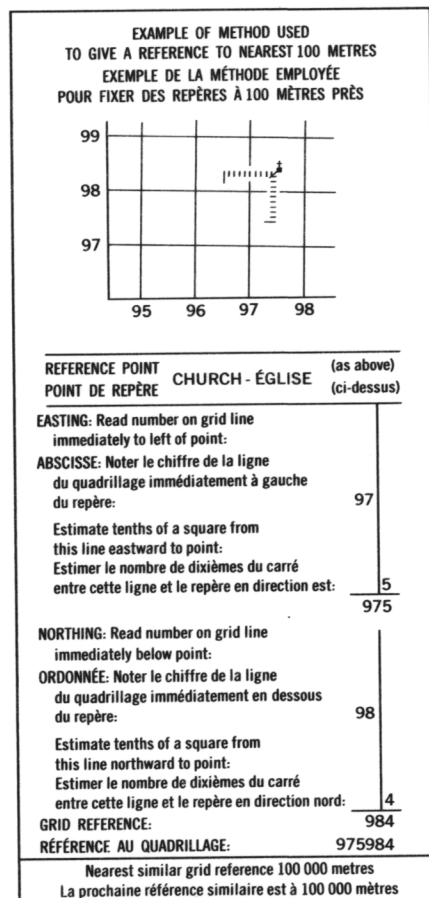 EXAMPLE OF METHOD USED
TO GIVE A REFERENCE TO NEAREST 100 METRES
EXEMPLE DE LA MÉTHODE EMPLOYÉE
POUR FIXER DES REPÈRES À 100 MÈTRES PRÈS
99
98
97
95 96 97 98
REFERENCE POINT
POINT DE REPÈRE
CHURCH - ÉGLISE
(as above)
(ci-dessus)
EASTING: Read number on grid line
immediately to left of point:
ABSCISSE: Noter le chiffre de la ligne
du quadrillage immédiatement à gauche
du repère: 97
Estimate tenths of a square from
this line eastward to point:
Estimer le nombre de dixièmes du carré
entre cette ligne et le repère en direction est: 5
975
NORTHING: Read number on grid line
immediately below point:
ORDONNÉE: Noter le chiffre de la ligne
du quadrillage immédiatement en dessous
du repère: 98
Estimate tenths of a square from
this line northward to point:
Estimer le nombre de dixièmes du carré
entre cette ligne et le repère en direction nord: 4
GRID REFERENCE: 984
RÉFÉRENCE AU QUADRILLAGE: 975984
Nearest similar grid reference 100 000 metres
La prochaine référence similaire est à 100 000 mètres